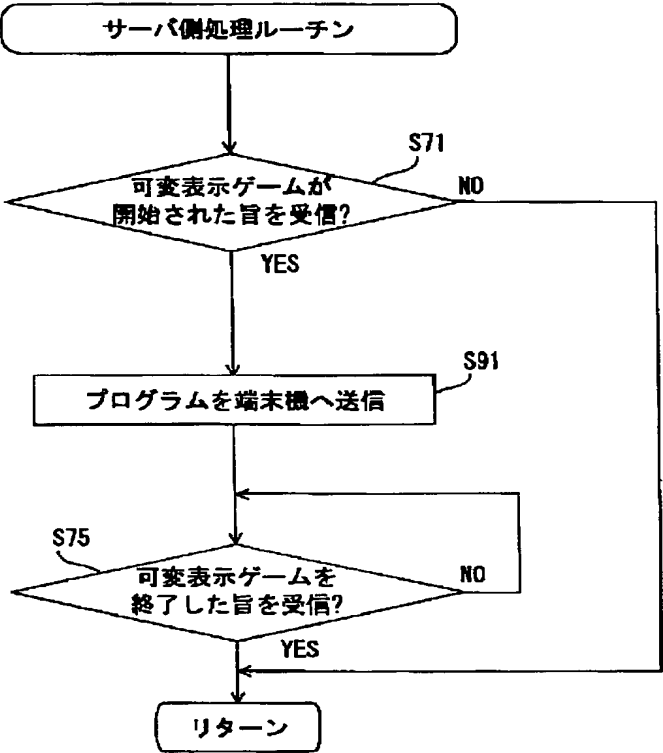 サーバ側処理ルーチン
S71
可変表示ゲームが
開始された旨を受信?
NO
YES
S91
プログラムを端末機へ送信
S75
可変表示ゲームを
終了した旨を受信?
NO
YES
リターン